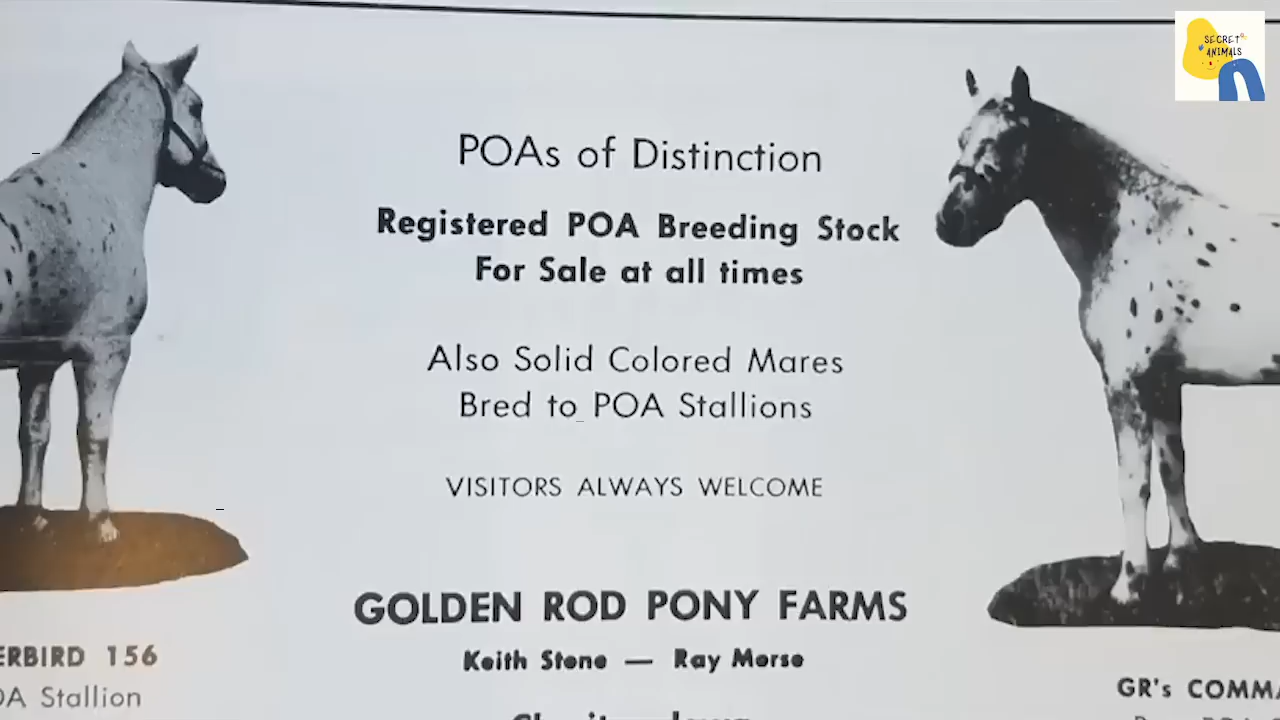 SECRET
ANIMALS
POAs of Distinction
Registered POA Breeding Stock
For Sale at all times
Also Solid Colored Mares
Bred to POA Stallions
VISITORS ALWAYS WELCOME
GOLDEN ROD PONY FARMS
Keith Stone — Ray Morse
ERBIRD 156
OA Stallion
GR's COMMA